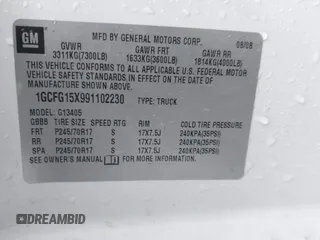 GM
MFD BY GENERAL MOTORS CORP. 08/08
GVWR GAWR FRT GAWR RR
3311KG(7300LB) 1633KG(3600LB) 1814KG(4000LB)
THIS VEHICLE CONFORMS TO ALL APPLICABLE U.S. FEDERAL MOTOR
VEHICLE SAFETY STANDARDS IN EFFECT ON THE DATE OF
MANUFACTURE SHOWN ABOVE.
1GCFG15X991102230 TYPE: TRUCK
MODEL: G13405
GBBB TIRE SIZE SPEED RTG RIM COLD TIRE PRESSURE
FRT P245/70R17 S 17X7.5J 240KPA(35PSI)
RR P245/70R17 S 17X7.5J 240KPA(35PSI)
SPA P245/70R17 S 17X7.5J 240KPA(35PSI)
SEE OWNER'S MANUAL FOR ADDITIONAL INFORMATION
DREAMBID